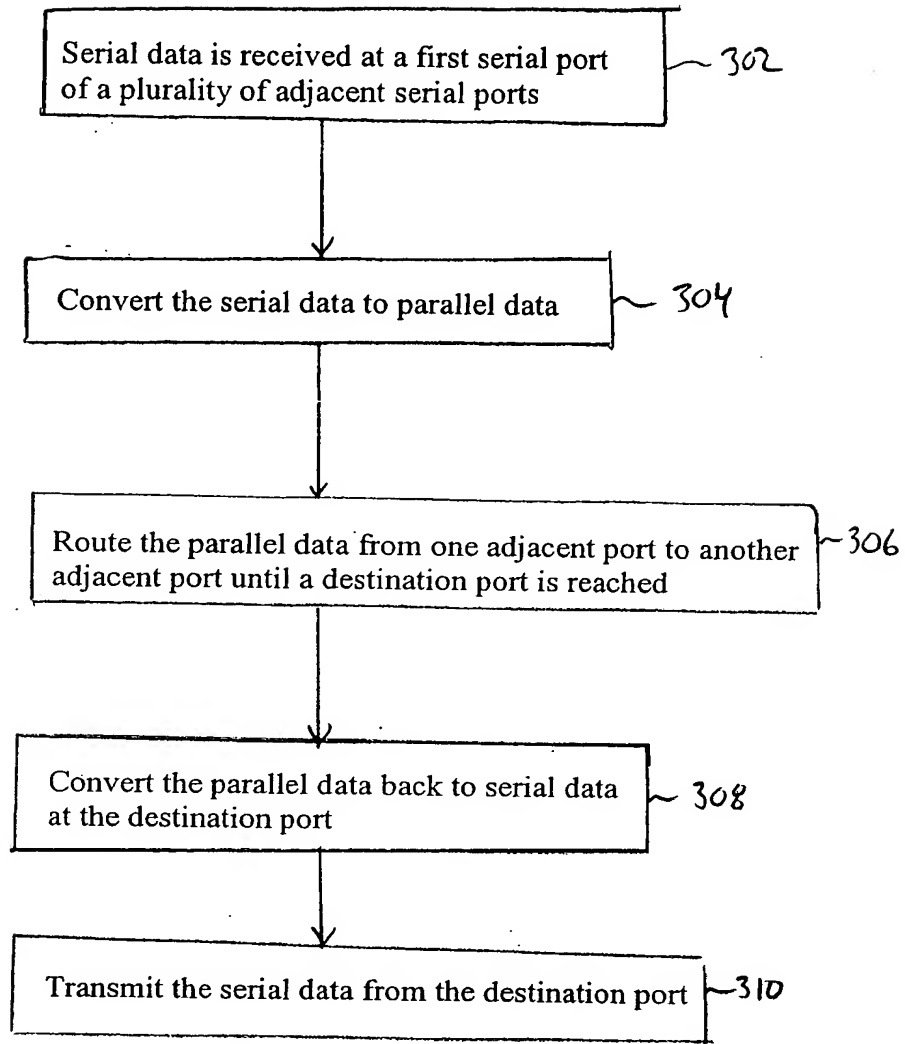 Serial data is received at a first serial port
of a plurality of adjacent serial ports
302
Convert the serial data to parallel data
304
Route the parallel data from one adjacent port to another
adjacent port until a destination port is reached
306
Convert the parallel data back to serial data
at the destination port
308
Transmit the serial data from the destination port
310